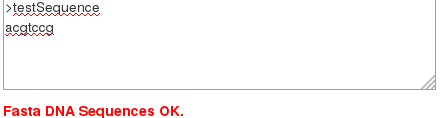 >testSequence
acgtccg
Fasta DNA Sequences OK.